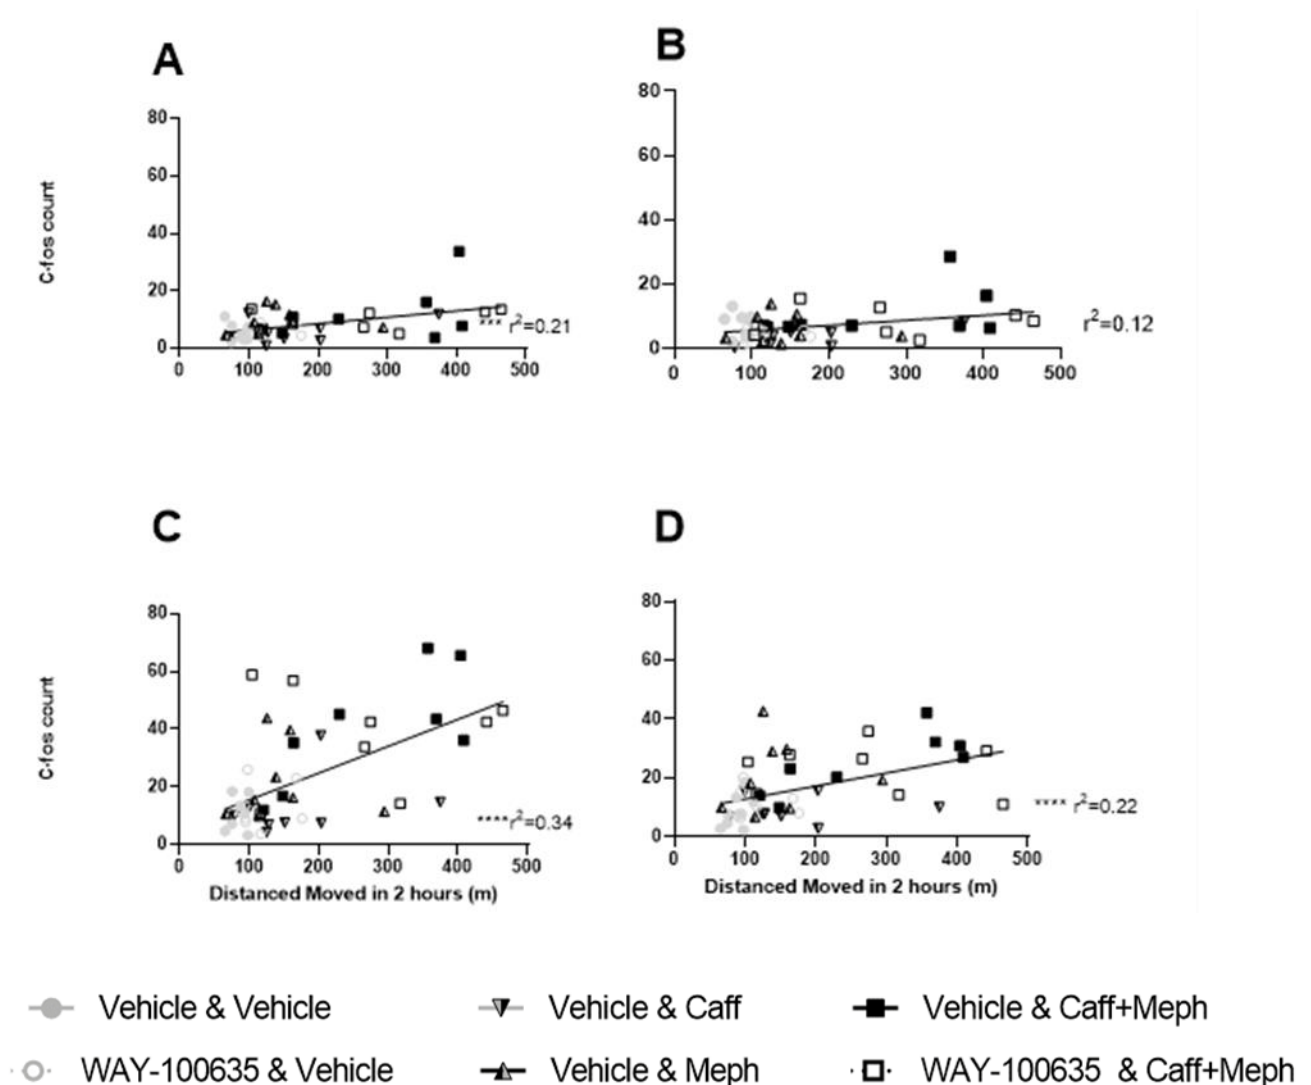 A
B
80
60
40
20
0
C-fos count
0 100 200 300 400 500
*** r2=0.21
80
60
40
20
0
0 100 200 300 400 500
r2=0.12
C
D
80
60
40
20
0
C-fos count
0 100 200 300 400 500
****r2=0.34
Distanced Moved in 2 hours (m)
80
60
40
20
0
0 100 200 300 400 500
**** r2=0.22
Distanced Moved in 2 hours (m)
Vehicle & Vehicle
Vehicle & Caff
Vehicle & Caff+Meph
WAY-100635 & Vehicle
Vehicle & Meph
WAY-100635 & Caff+Meph